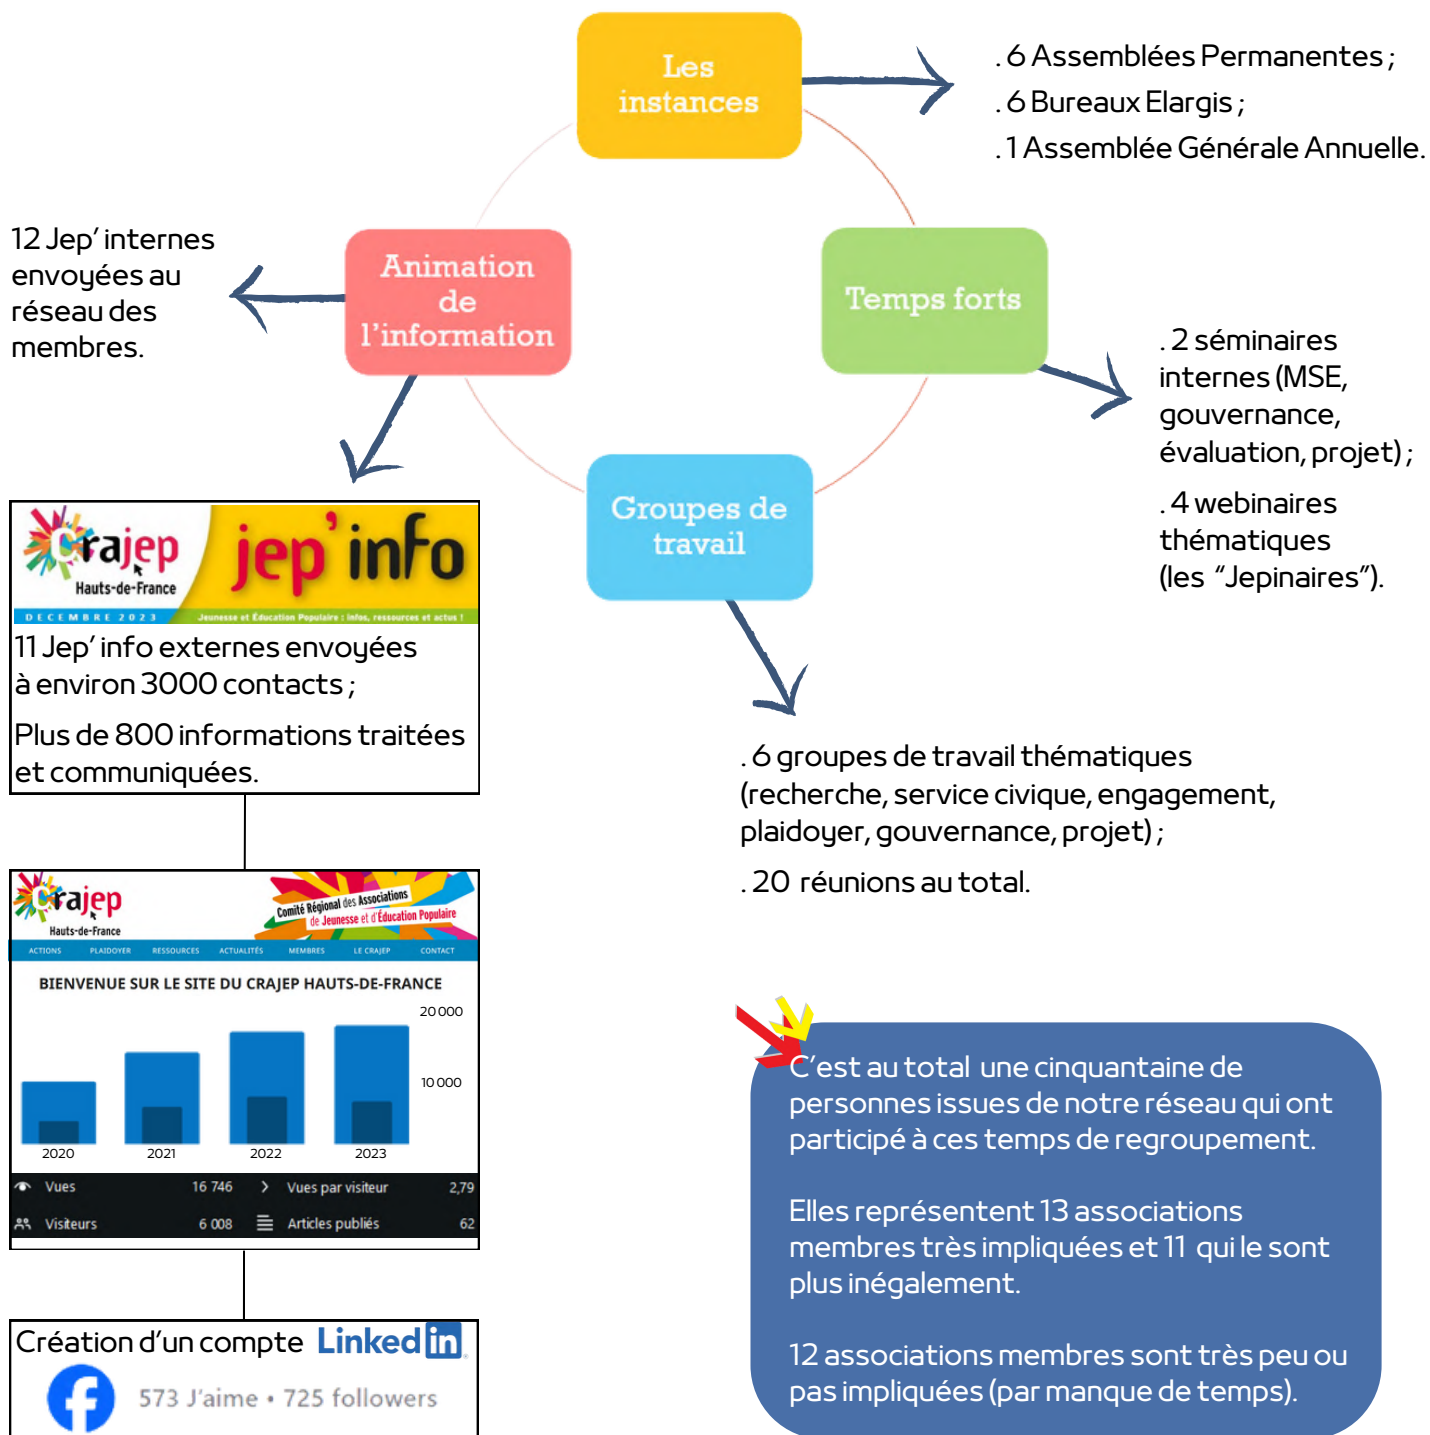 Les
instances
. 6 Assemblées Permanentes ;
. 6 Bureaux Elargis ;
. 1 Assemblée Générale Annuelle.
12 Jep' internes
envoyées au
réseau des
membres.
Animation
de
l'information
Temps forts
. 2 séminaires
internes (MSE,
gouvernance,
évaluation, projet) ;
. 4 webinaires
thématiques
(les "Jepinaires").
Groupes de
travail
. 6 groupes de travail thématiques
(recherche, service civique, engagement,
plaidoyer, gouvernance, projet) ;
. 20 réunions au total.
Crajep
Hauts-de-France
jep'info
DECEMBRE 2023
Jeunesse et Éducation Populaire : infos, ressources et actus !
11 Jep' info externes envoyées
à environ 3000 contacts ;
Plus de 800 informations traitées
et communiquées.
Crajep
Hauts-de-France
Comité Régional des Associations
de Jeunesse et d'Éducation Populaire
ACTIONS PLAIDOYER RESSOURCES ACTUALITÉS MEMBRES LE CRAJEP CONTACT
BIENVENUE SUR LE SITE DU CRAJEP HAUTS-DE-FRANCE
20 000
10 000
2020 2021 2022 2023
Vues 16 746 > Vues par visiteur 2,79
Visiteurs 6 008 Articles publiés 62
Création d'un compte Linkedin
573 J'aime • 725 followers
C'est au total une cinquantaine de
personnes issues de notre réseau qui ont
participé à ces temps de regroupement.
Elles représentent 13 associations
membres très impliquées et 11 qui le sont
plus inégalement.
12 associations membres sont très peu ou
pas impliquées (par manque de temps).